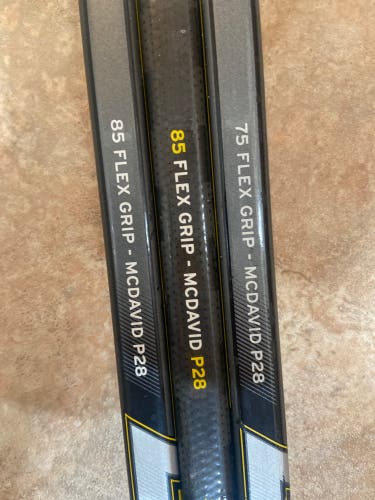 85 FLEX GRIP - MCDAVID P28
85 FLEX GRIP - MCDAVID P28
75 FLEX GRIP - MCDAVID P28